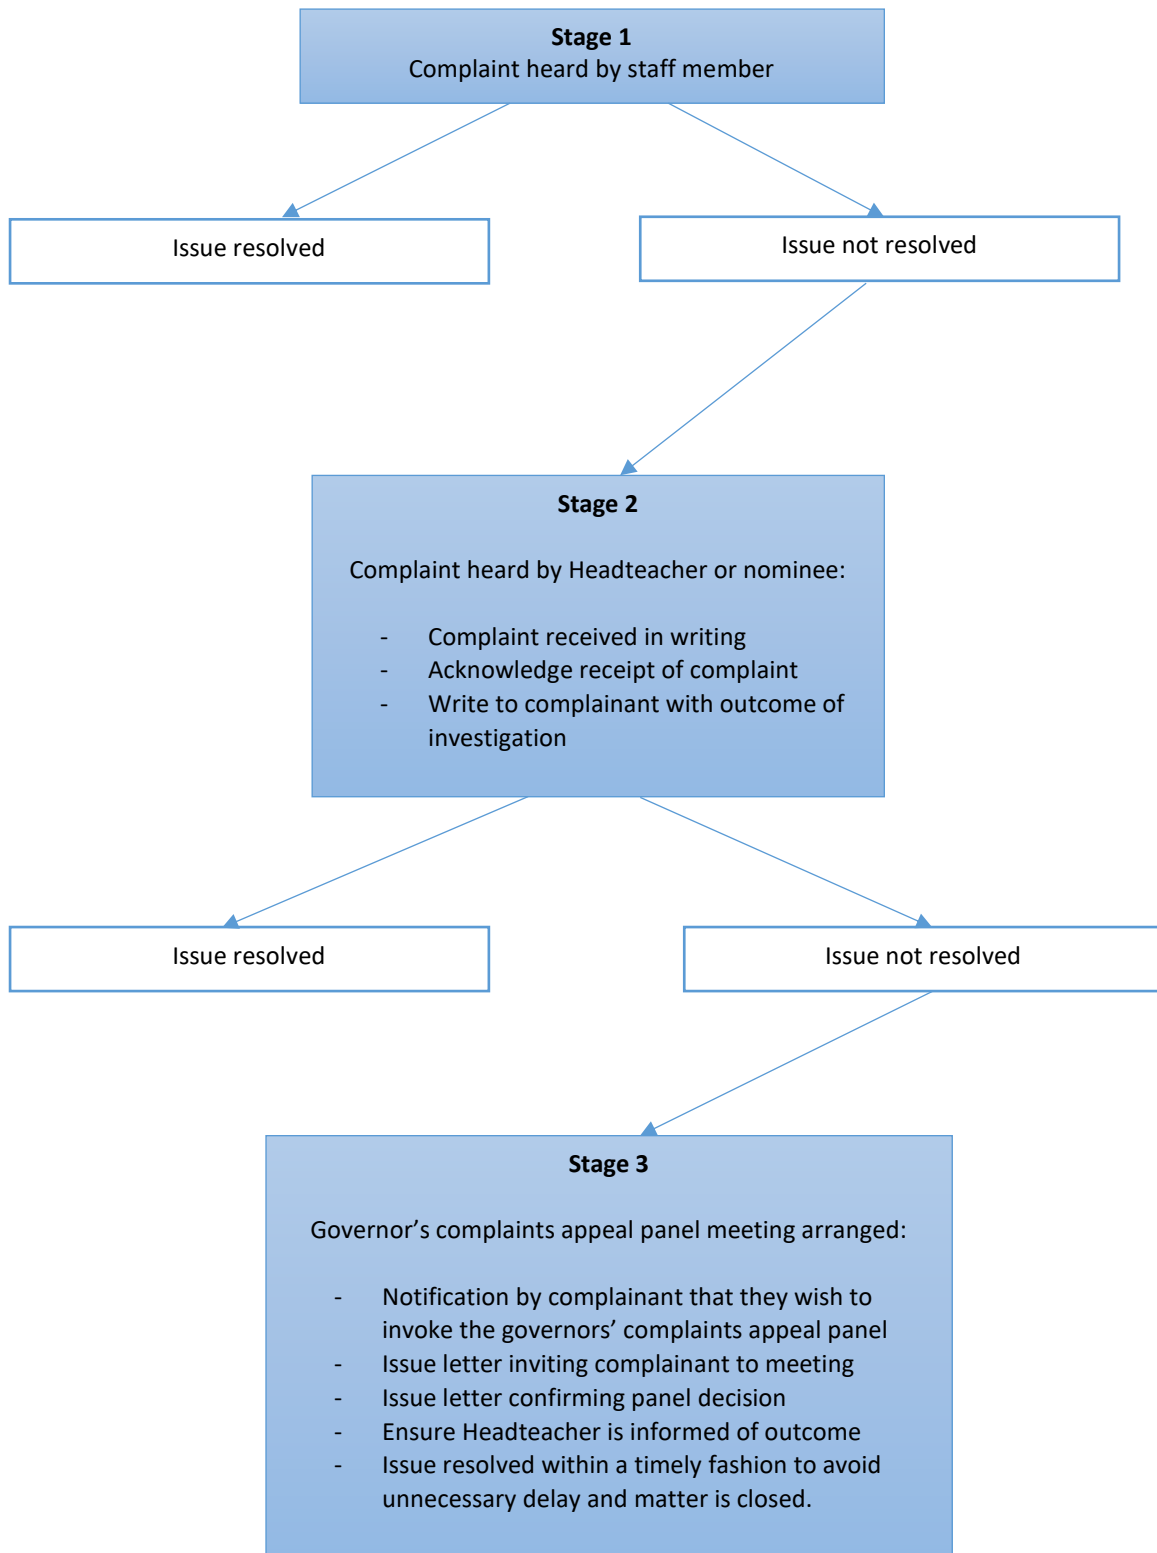 Stage 1
Complaint heard by staff member
Issue resolved
Issue not resolved
Stage 2
Complaint heard by Headteacher or nominee:
- Complaint received in writing
- Acknowledge receipt of complaint
- Write to complainant with outcome of
investigation
Issue resolved
Issue not resolved
Stage 3
Governor’s complaints appeal panel meeting arranged:
- Notification by complainant that they wish to
invoke the governors’ complaints appeal panel
- Issue letter inviting complainant to meeting
- Issue letter confirming panel decision
- Ensure Headteacher is informed of outcome
- Issue resolved within a timely fashion to avoid
unnecessary delay and matter is closed.